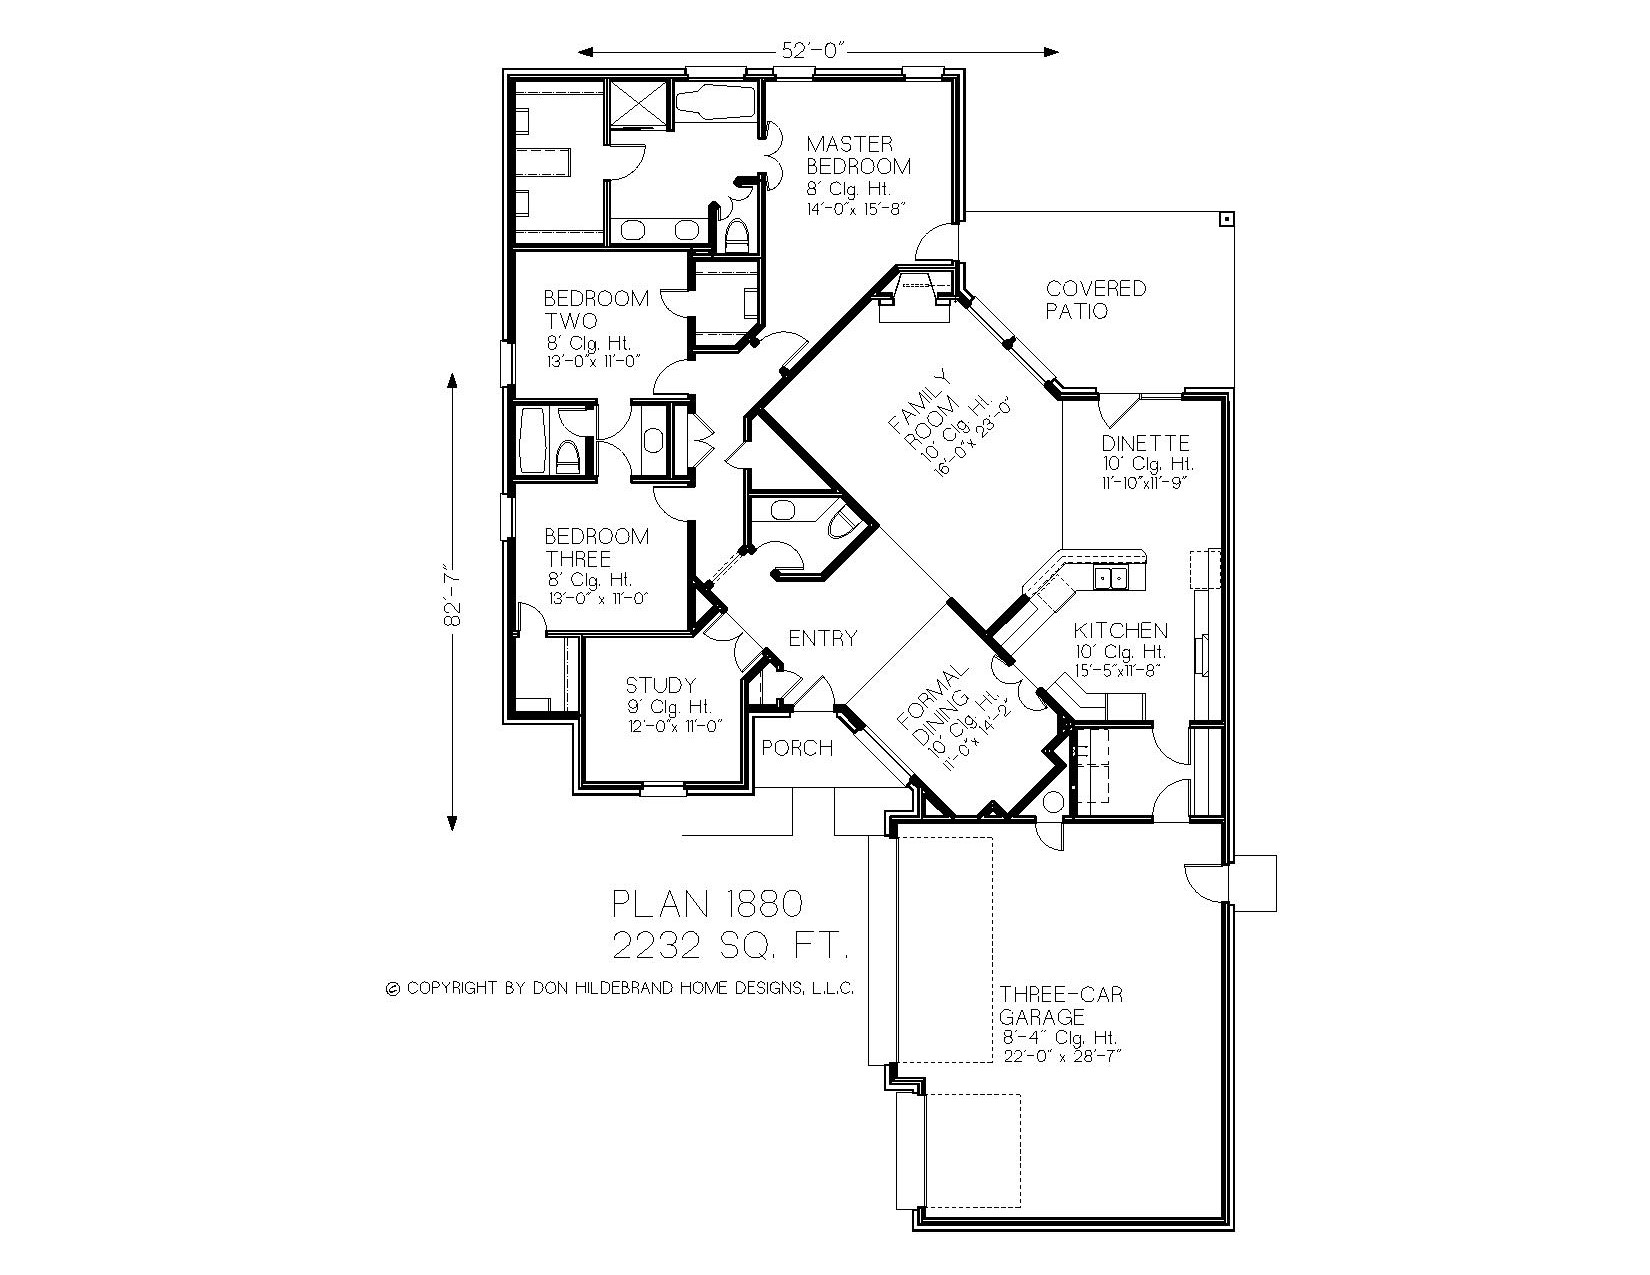 52'-0"
MASTER
BEDROOM
8' Clg. Ht.
14'-0"x 15'-8"
COVERED
PATIO
BEDROOM
TWO
8' Clg. Ht.
13'-0"x 11'-0"
FAMILY
ROOM
10' Clg. Ht.
16'-0"x 23'-0"
DINETTE
10' Clg. Ht.
11'-10"x11'-9"
BEDROOM
THREE
8' Clg. Ht.
13'-0" x 11'-0"
82'-7"
ENTRY
KITCHEN
10' Clg. Ht.
15'-5"x11'-8"
STUDY
9' Clg. Ht.
12'-0"x 11'-0"
FORMAL
DINING
10' Clg. Ht.
11'-0"x 14'-2"
PORCH
PLAN 1880
2232 SQ. FT.
© COPYRIGHT BY DON HILDEBRAND HOME DESIGNS, L.L.C.
THREE-CAR
GARAGE
8'-4" Clg. Ht.
22'-0" x 28'-7"